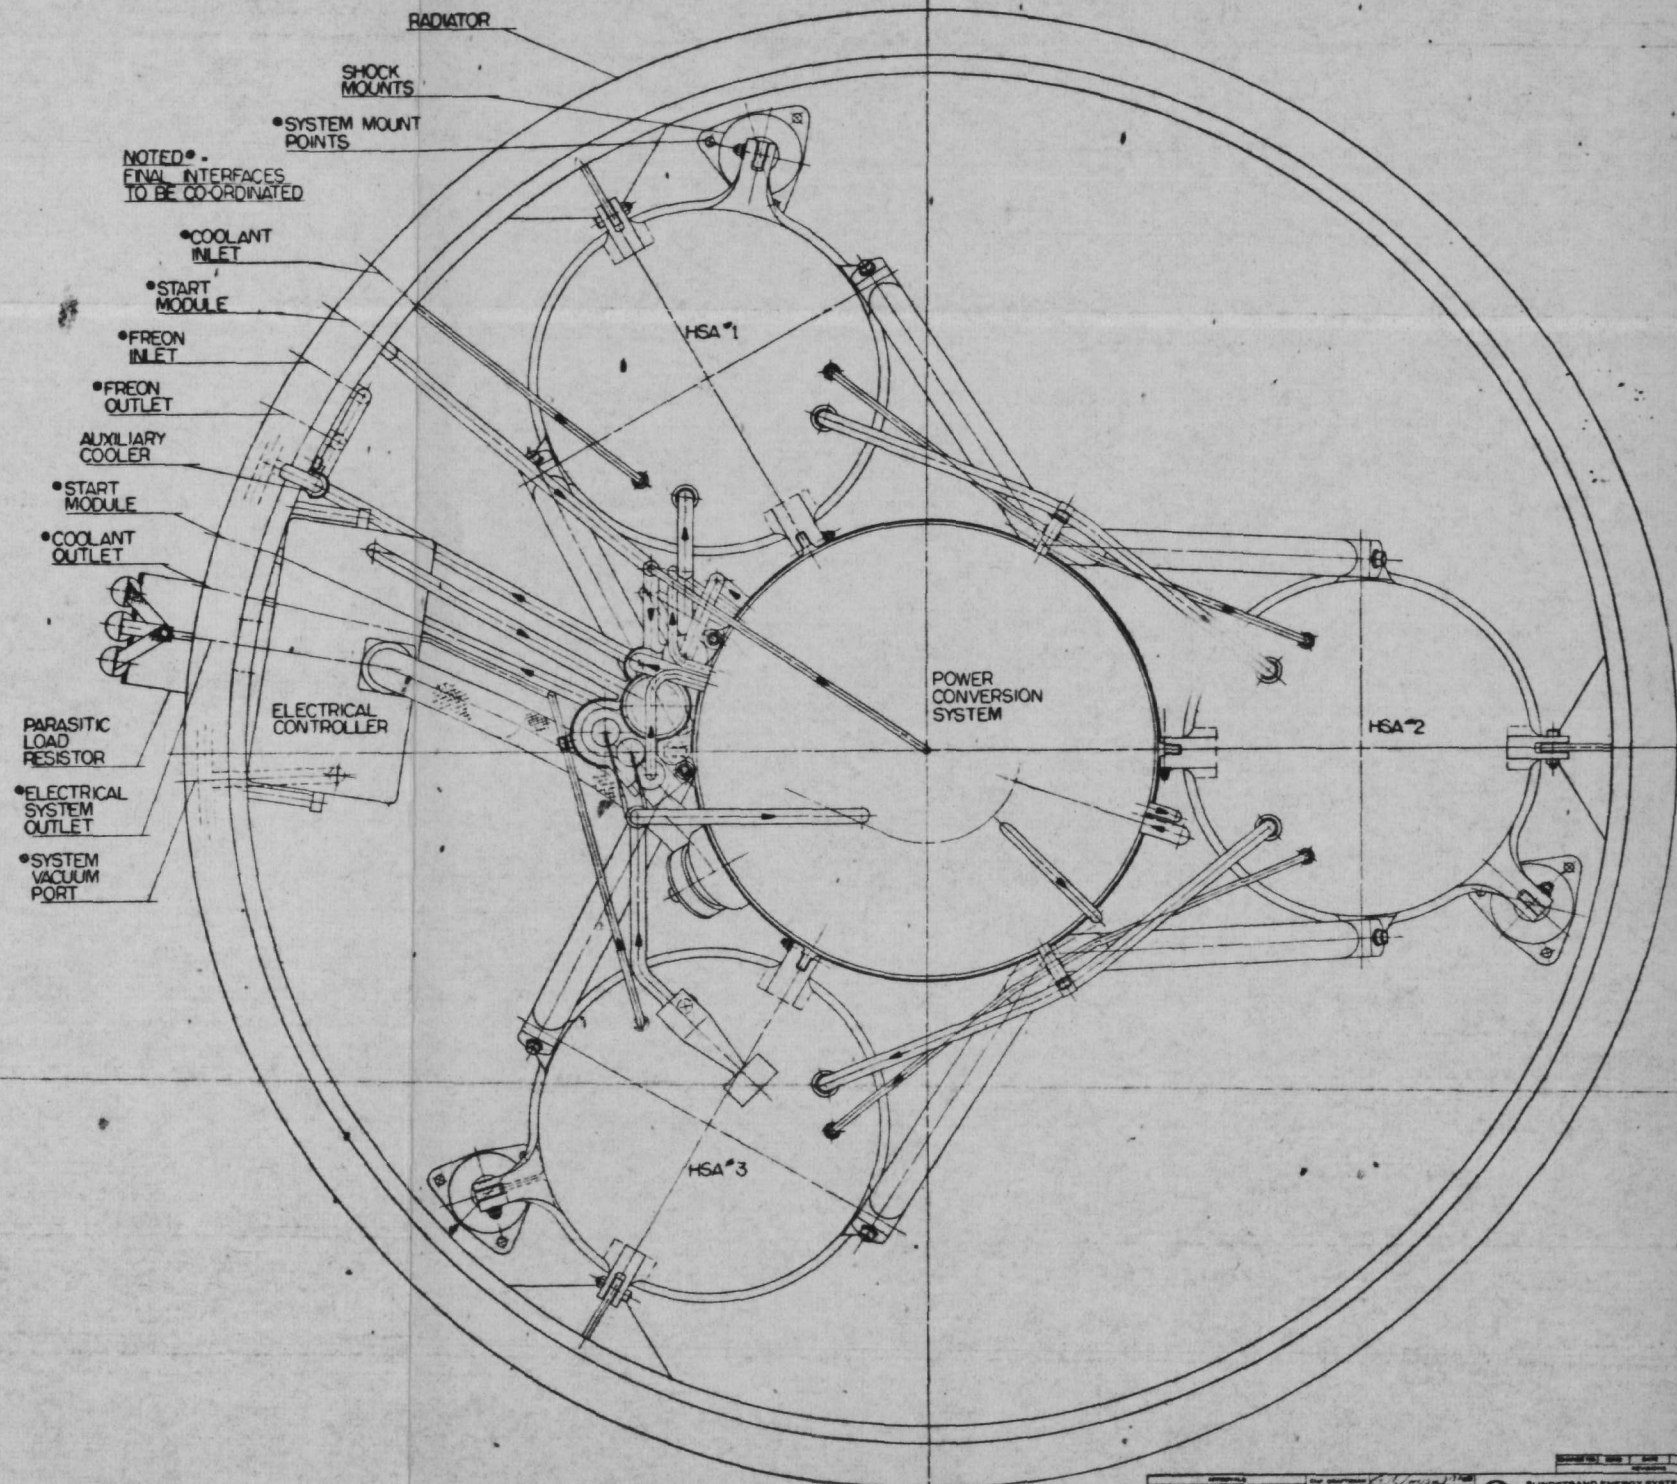 RADIATOR
SHOCK
MOUNTS
•SYSTEM MOUNT
POINTS
NOTED• -
FINAL INTERFACES
TO BE CO-ORDINATED
•COOLANT
INLET
•START
MODULE
•FREON
INLET
•FREON
OUTLET
AUXILIARY
COOLER
•START
MODULE
•COOLANT
OUTLET
PARASITIC
LOAD
RESISTOR
•ELECTRICAL
SYSTEM
OUTLET
•SYSTEM
VACUUM
PORT
ELECTRICAL
CONTROLLER
HSA #1
POWER
CONVERSION
SYSTEM
HSA #2
HSA #3